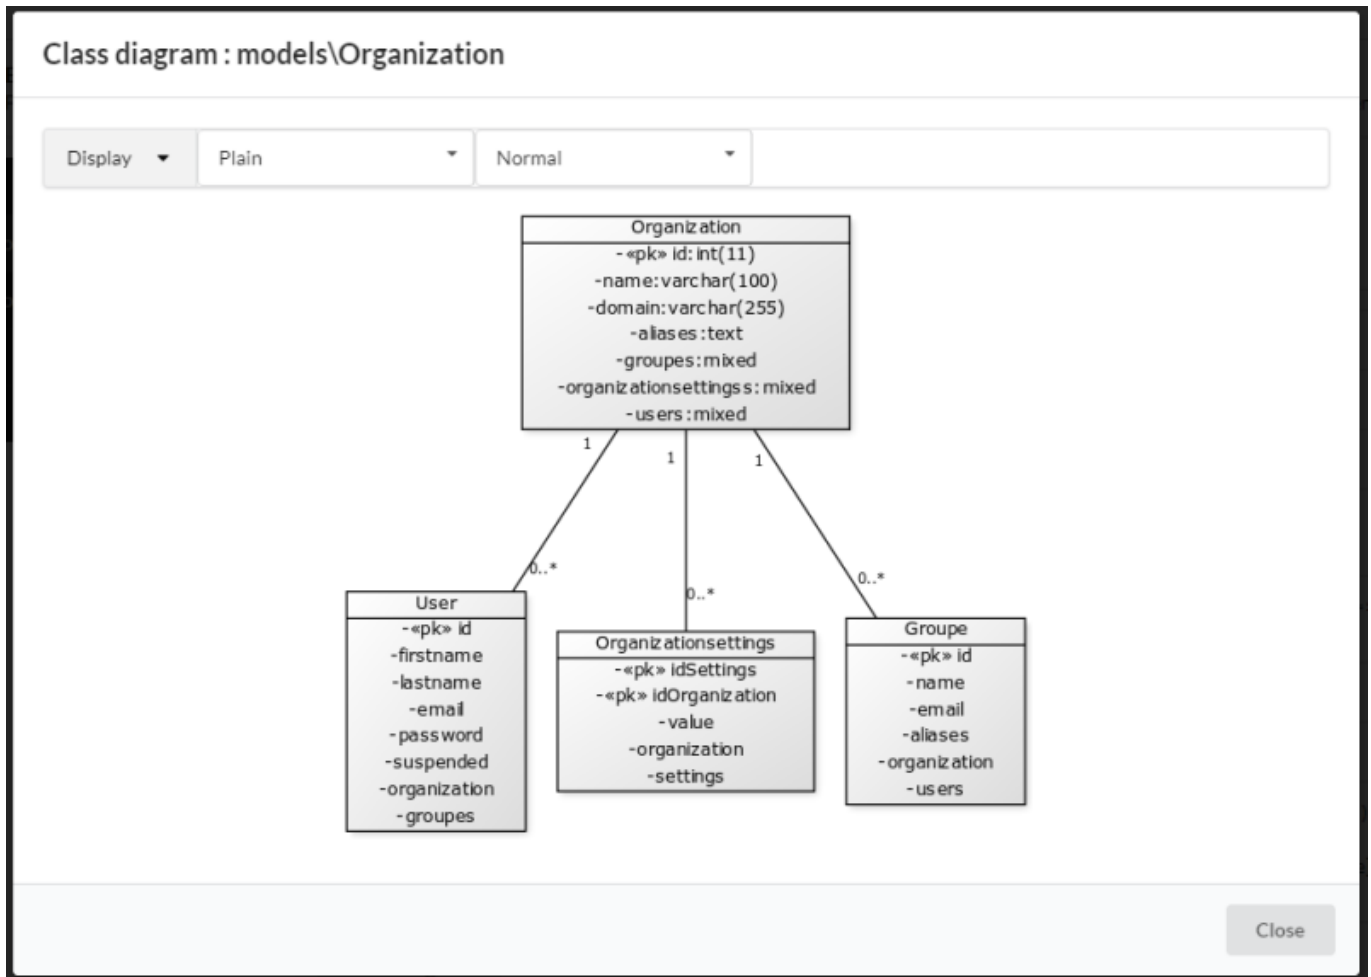 Class diagram : models\Organization
Display
Plain
Normal
Organization
-«pk» id:int(11)
-name:varchar(100)
-domain:varchar(255)
-aliases:text
-groupes:mixed
-organizationsettingss:mixed
-users:mixed
1
1
1
0..*
0..*
0..*
User
-«pk» id
-firstname
-lastname
-email
-password
-suspended
-organization
-groupes
Organizationsettings
-«pk» idSettings
-«pk» idOrganization
-value
-organization
-settings
Groupe
-«pk» id
-name
-email
-aliases
-organization
-users
Close